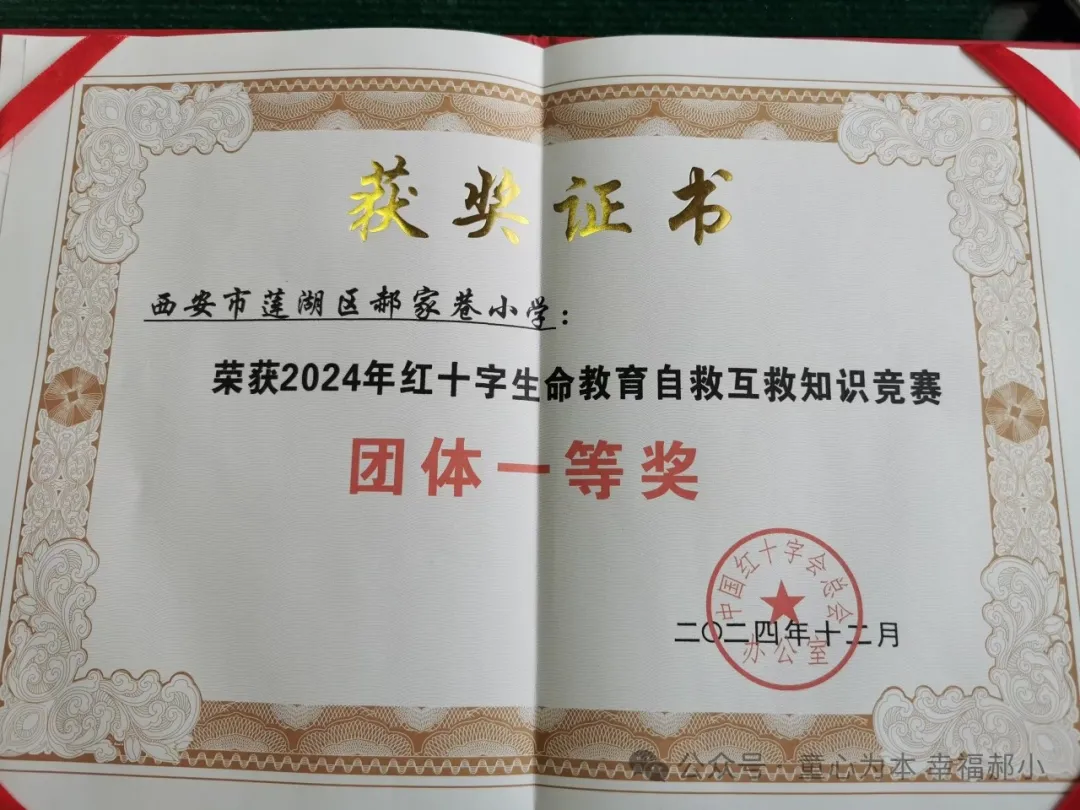 获奖证书
西安市莲湖区郝家巷小学：
荣获2024年红十字生命教育自救互救知识竞赛
团体一等奖
中国红十字会总会
办公室
二〇二四年十二月
公众号·童心为本 幸福郝小